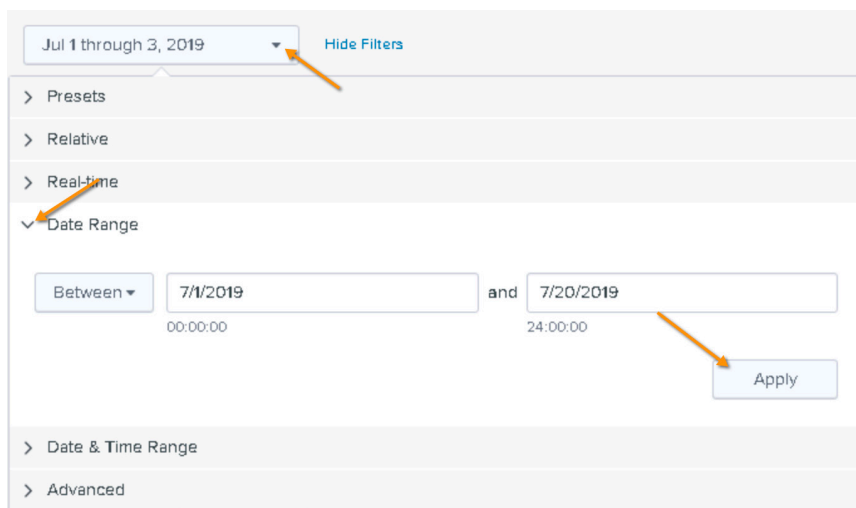 Jul 1 through 3, 2019 Hide Filters
Presets
Relative
Real-time
Date Range
Between 7/1/2019 and 7/20/2019
00:00:00 24:00:00
Apply
Date & Time Range
Advanced